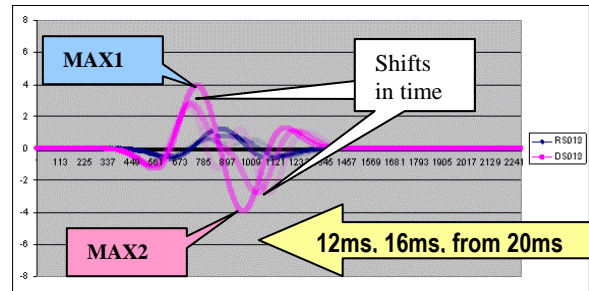 8
6
4
2
0
-2
-4
-6
-8
MAX1
Shifts
in time
113 225 337 449 561 673 785 897 1009 1121 1457 1569 1681 1793 1905 2017 2129 2241
RS010
DS010
MAX2
12ms, 16ms, from 20ms